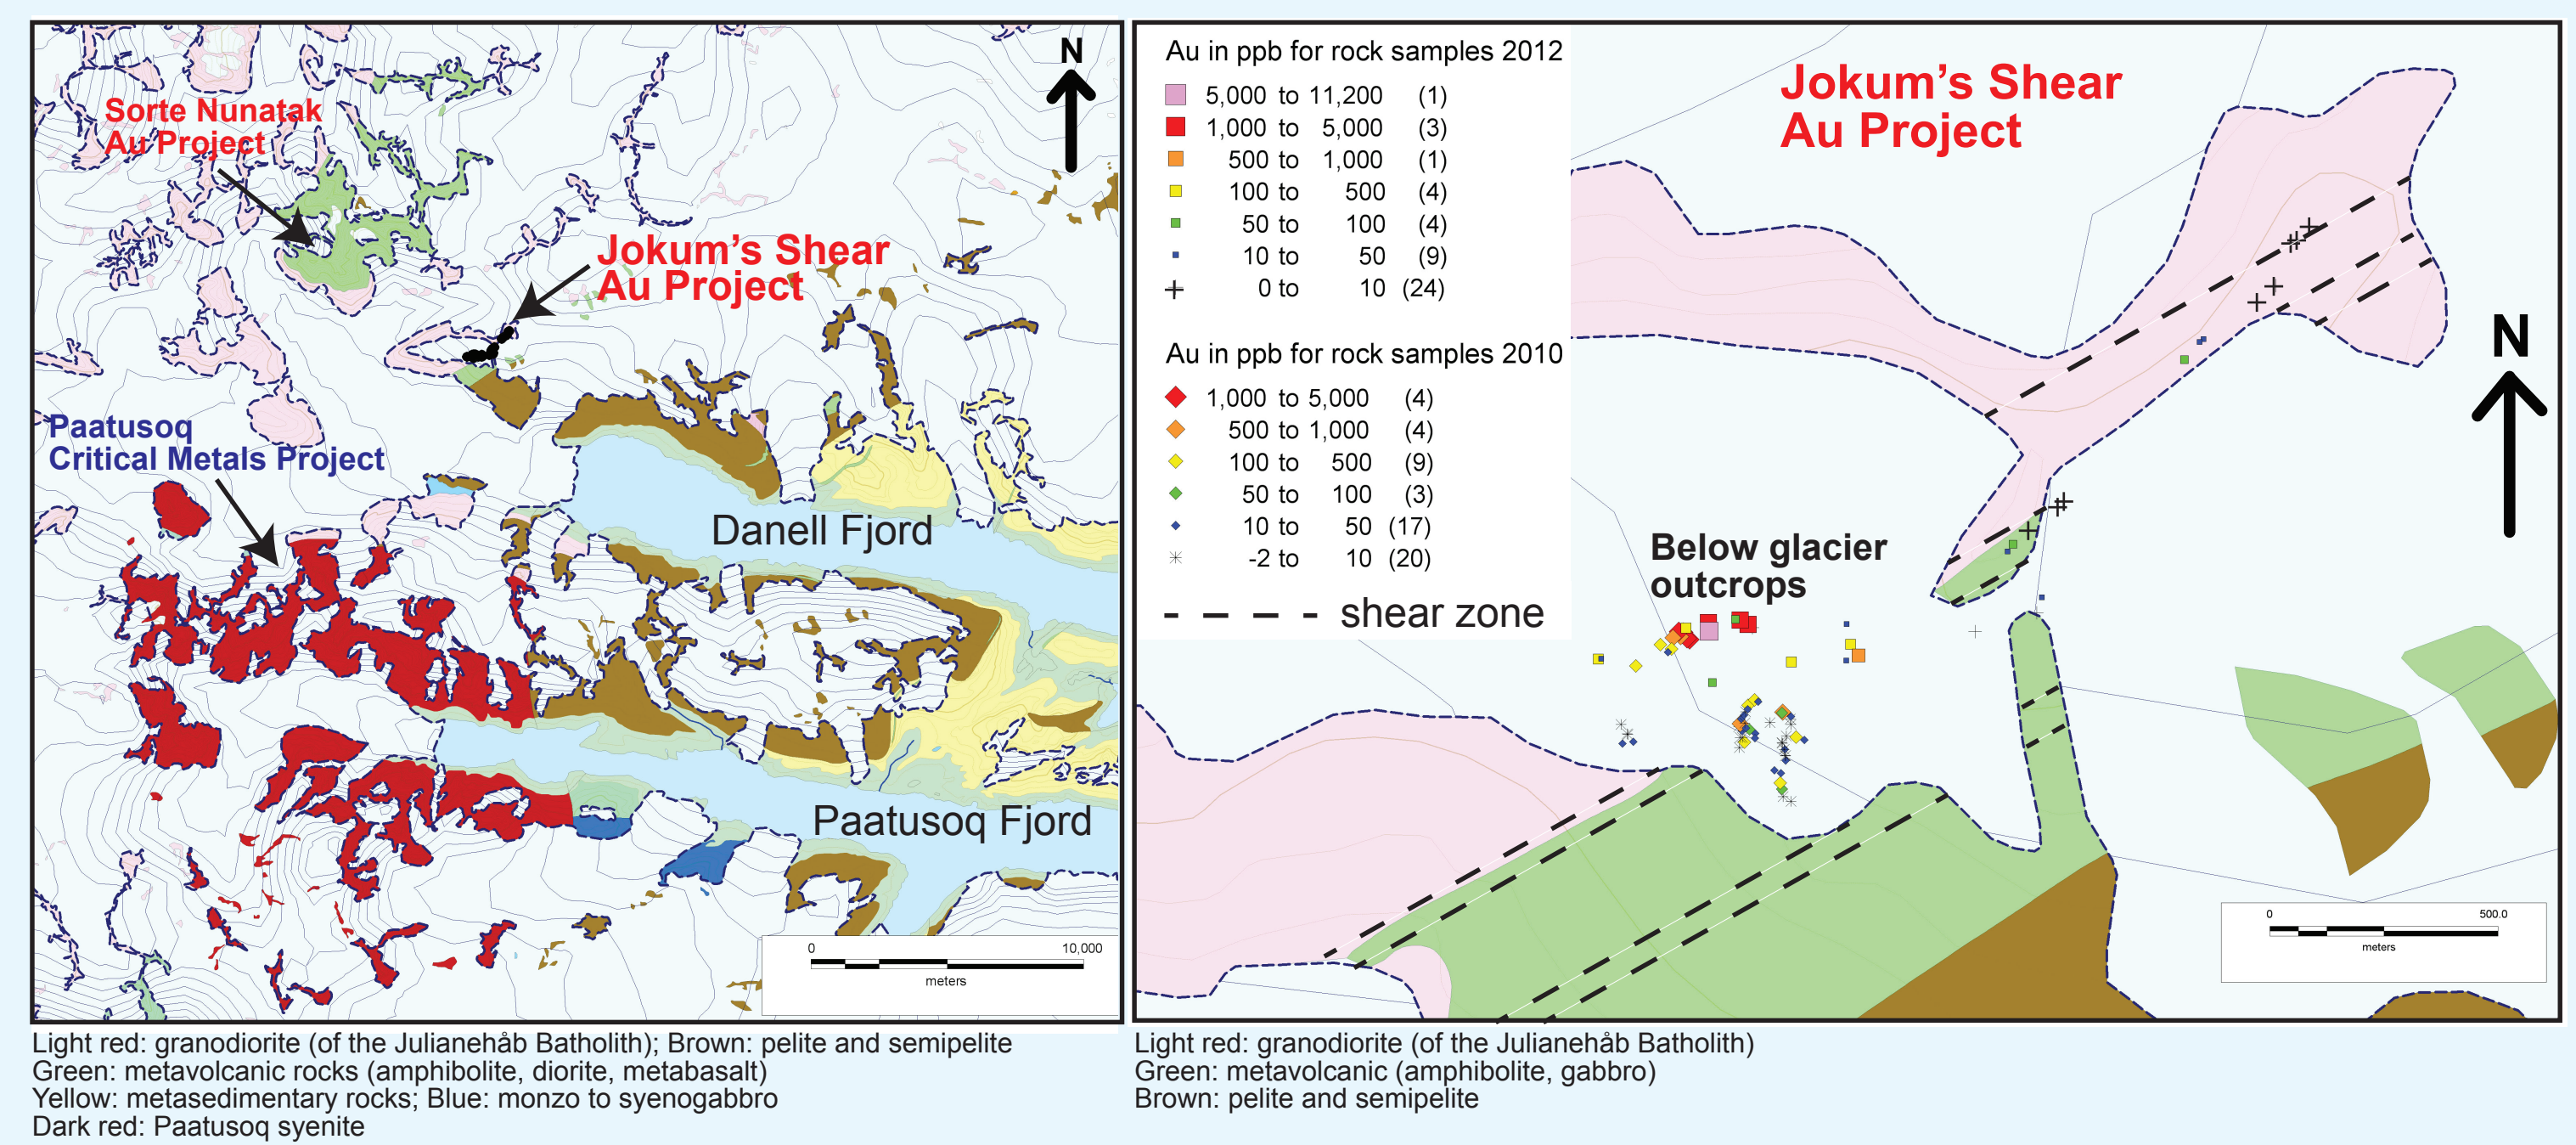 N
Sorte Nunatak
Au Project
Jokum's Shear
Au Project
Paatusoq
Critical Metals Project
Danell Fjord
Paatusoq Fjord
0 10,000
meters
Light red: granodiorite (of the Julianehåb Batholith); Brown: pelite and semipelite
Green: metavolcanic rocks (amphibolite, diorite, metabasalt)
Yellow: metasedimentary rocks; Blue: monzo to syenogabbro
Dark red: Paatusoq syenite
Au in ppb for rock samples 2012
5,000 to 11,200 (1)
1,000 to 5,000 (3)
500 to 1,000 (1)
100 to 500 (4)
50 to 100 (4)
10 to 50 (9)
0 to 10 (24)
Au in ppb for rock samples 2010
1,000 to 5,000 (4)
500 to 1,000 (4)
100 to 500 (9)
50 to 100 (3)
10 to 50 (17)
-2 to 10 (20)
shear zone
Jokum's Shear
Au Project
N
Below glacier
outcrops
0 500.0
meters
Light red: granodiorite (of the Julianehåb Batholith)
Green: metavolcanic (amphibolite, gabbro)
Brown: pelite and semipelite